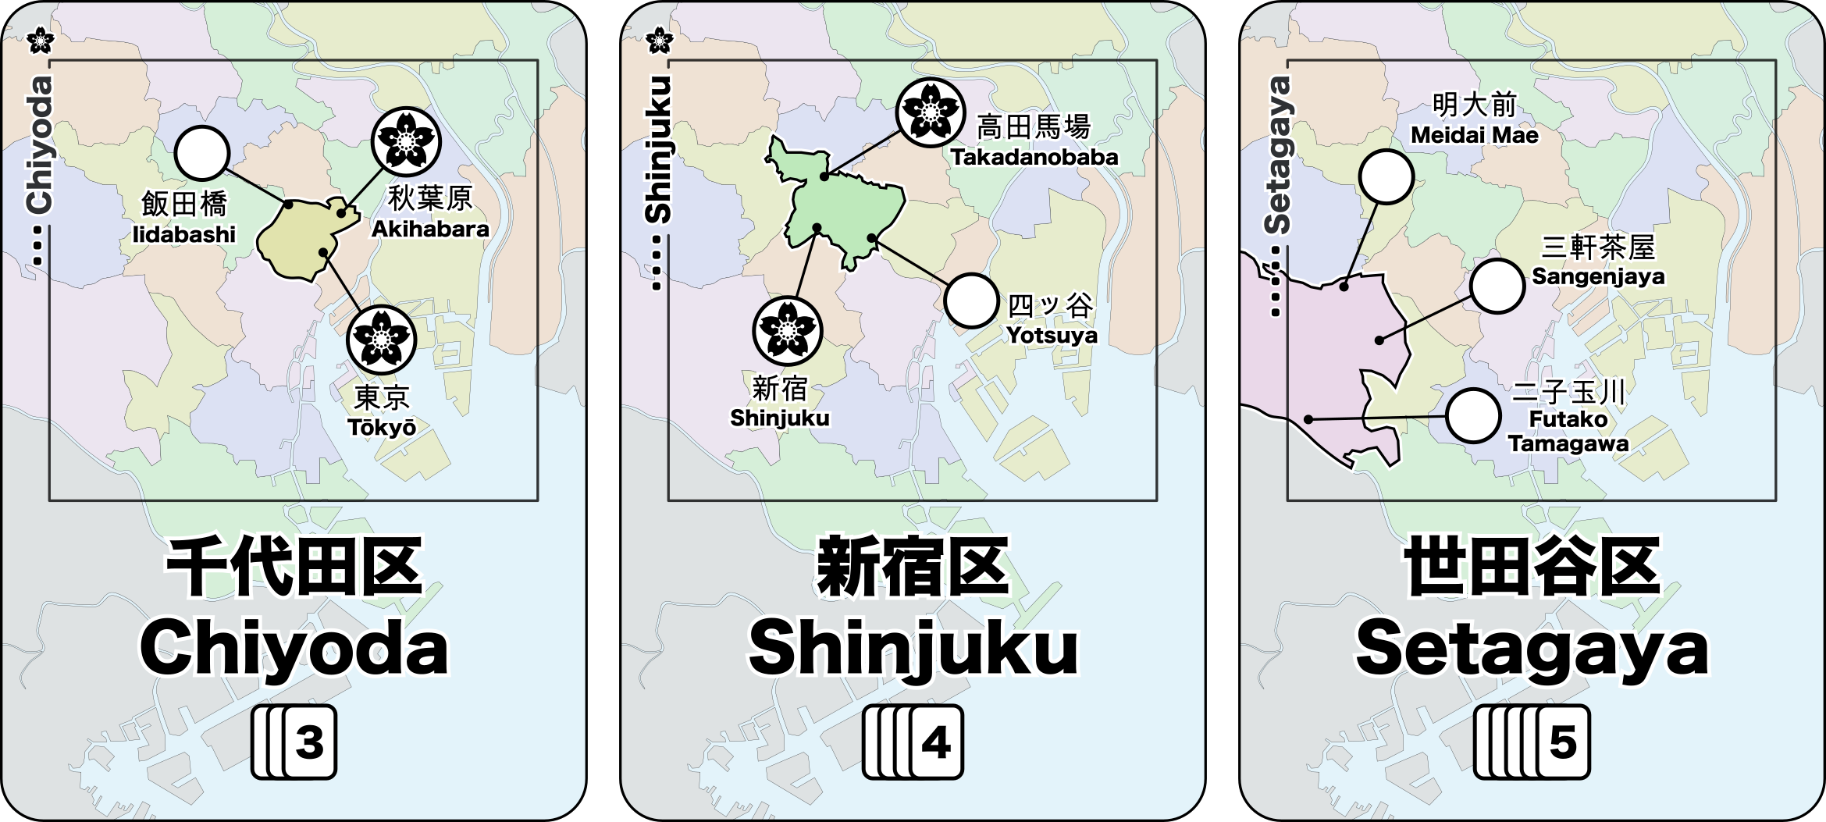 Chiyoda
飯田橋
Iidabashi
秋葉原
Akihabara
東京
Tōkyō
千代田区
Chiyoda
3
Shinjuku
高田馬場
Takadanobaba
四ッ谷
Yotsuya
新宿
Shinjuku
新宿区
Shinjuku
4
Setagaya
明大前
Meidai Mae
三軒茶屋
Sangenjaya
二子玉川
Futako
Tamagawa
世田谷区
Setagaya
5